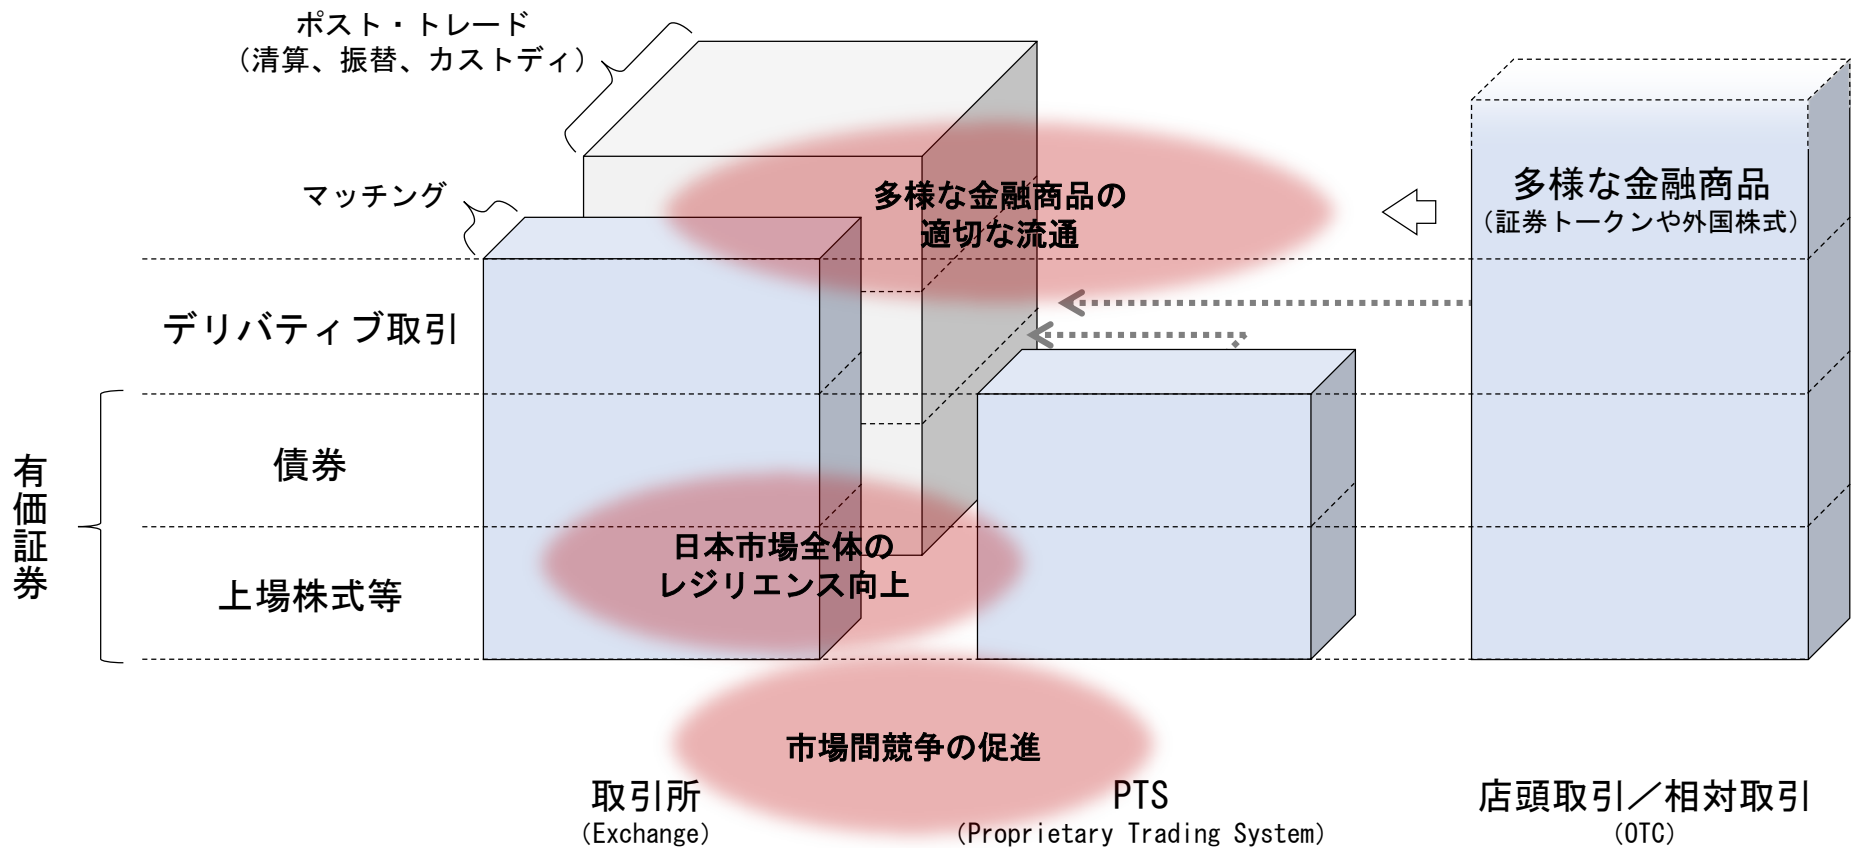 ポスト・トレード
（清算、振替、カストディ）
マッチング
多様な金融商品の
適切な流通
多様な金融商品
（証券トークンや外国株式）
デリバティブ取引
有価証券
債券
上場株式等
日本市場全体の
レジリエンス向上
市場間競争の促進
取引所
（Exchange）
PTS
（Proprietary Trading System）
店頭取引／相対取引
（OTC）